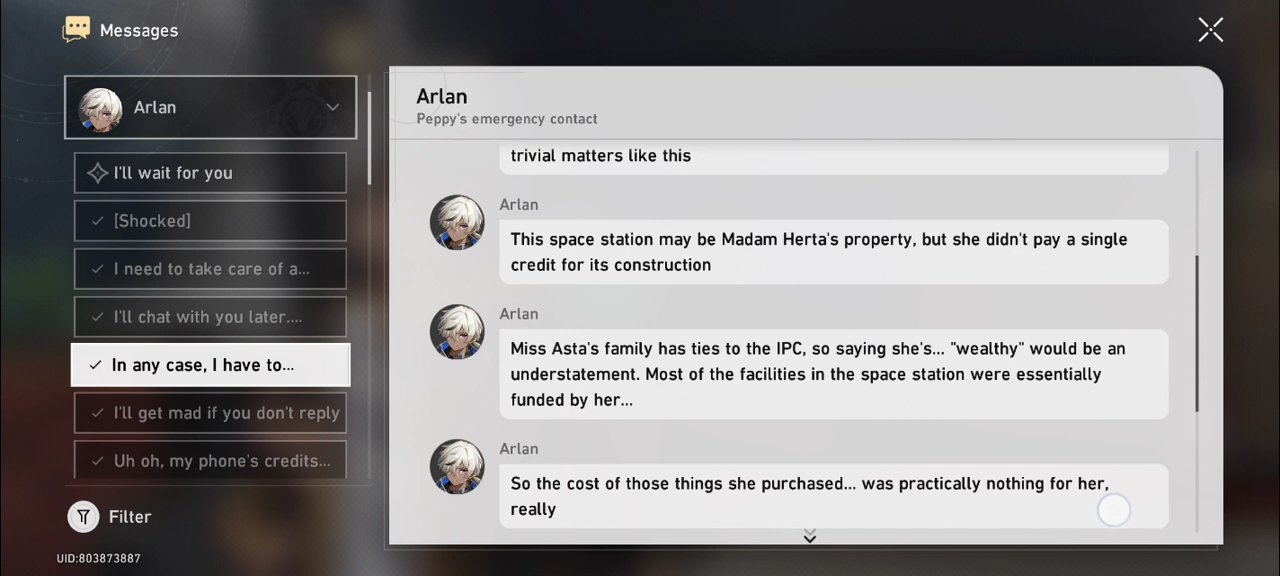 Messages
Arlan
I'll wait for you
[Shocked]
I need to take care of a...
I'll chat with you later....
In any case, I have to...
I'll get mad if you don't reply
Uh oh, my phone's credits...
Filter
UID:803873887
Arlan
Peppy's emergency contact
trivial matters like this
Arlan
This space station may be Madam Herta's property, but she didn't pay a single
credit for its construction
Arlan
Miss Asta's family has ties to the IPC, so saying she's... "wealthy" would be an
understatement. Most of the facilities in the space station were essentially
funded by her...
Arlan
So the cost of those things she purchased... was practically nothing for her,
really